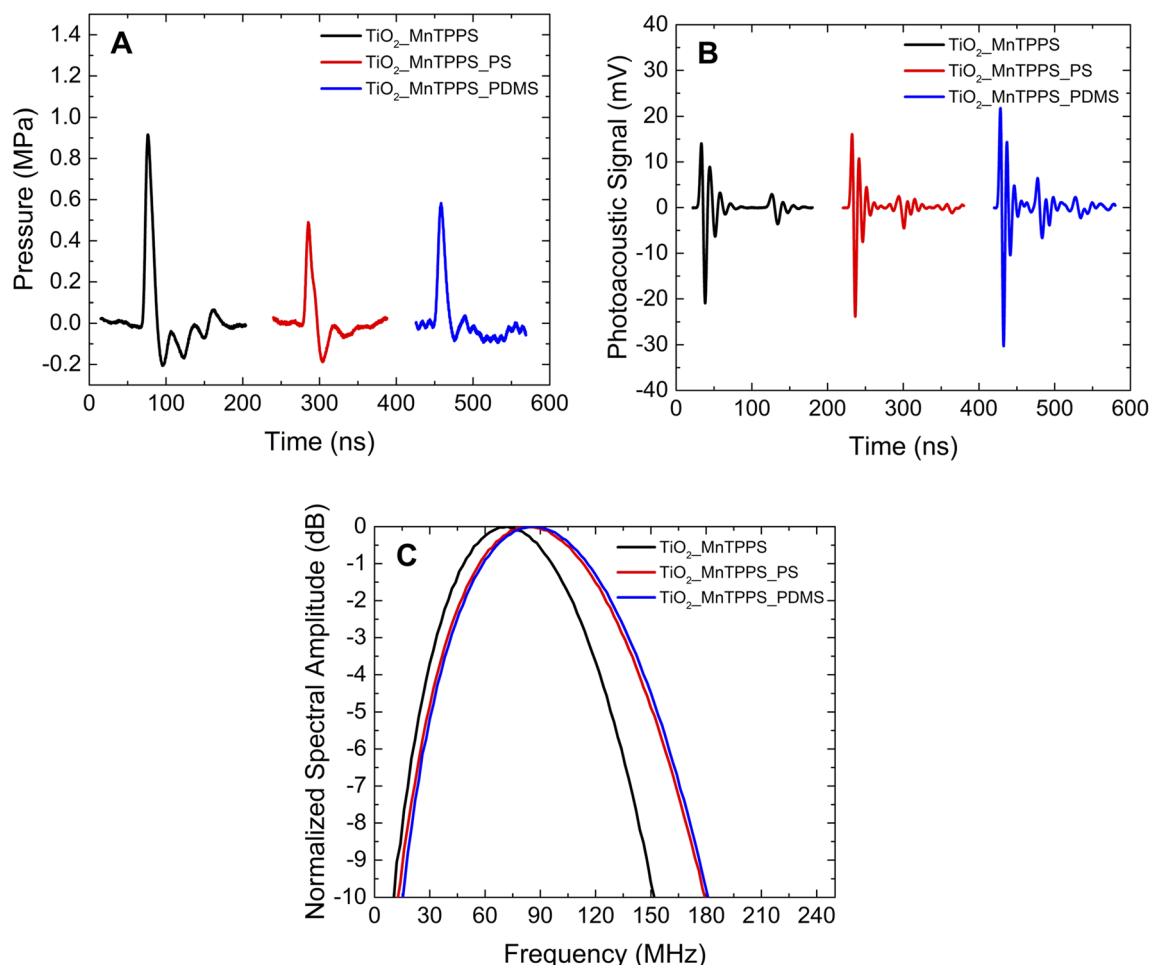 A
TiO2_MnTPPS
TiO2_MnTPPS_PS
TiO2_MnTPPS_PDMS
Pressure (MPa)
1.4
1.2
1.0
0.8
0.6
0.4
0.2
0.0
-0.2
0 100 200 300 400 500 600
Time (ns)
B
TiO2_MnTPPS
TiO2_MnTPPS_PS
TiO2_MnTPPS_PDMS
Photoacoustic Signal (mV)
40
30
20
10
0
-10
-20
-30
-40
0 100 200 300 400 500 600
Time (ns)
C
TiO2_MnTPPS
TiO2_MnTPPS_PS
TiO2_MnTPPS_PDMS
Normalized Spectral Amplitude (dB)
0
-1
-2
-3
-4
-5
-6
-7
-8
-9
-10
0 30 60 90 120 150 180 210 240
Frequency (MHz)